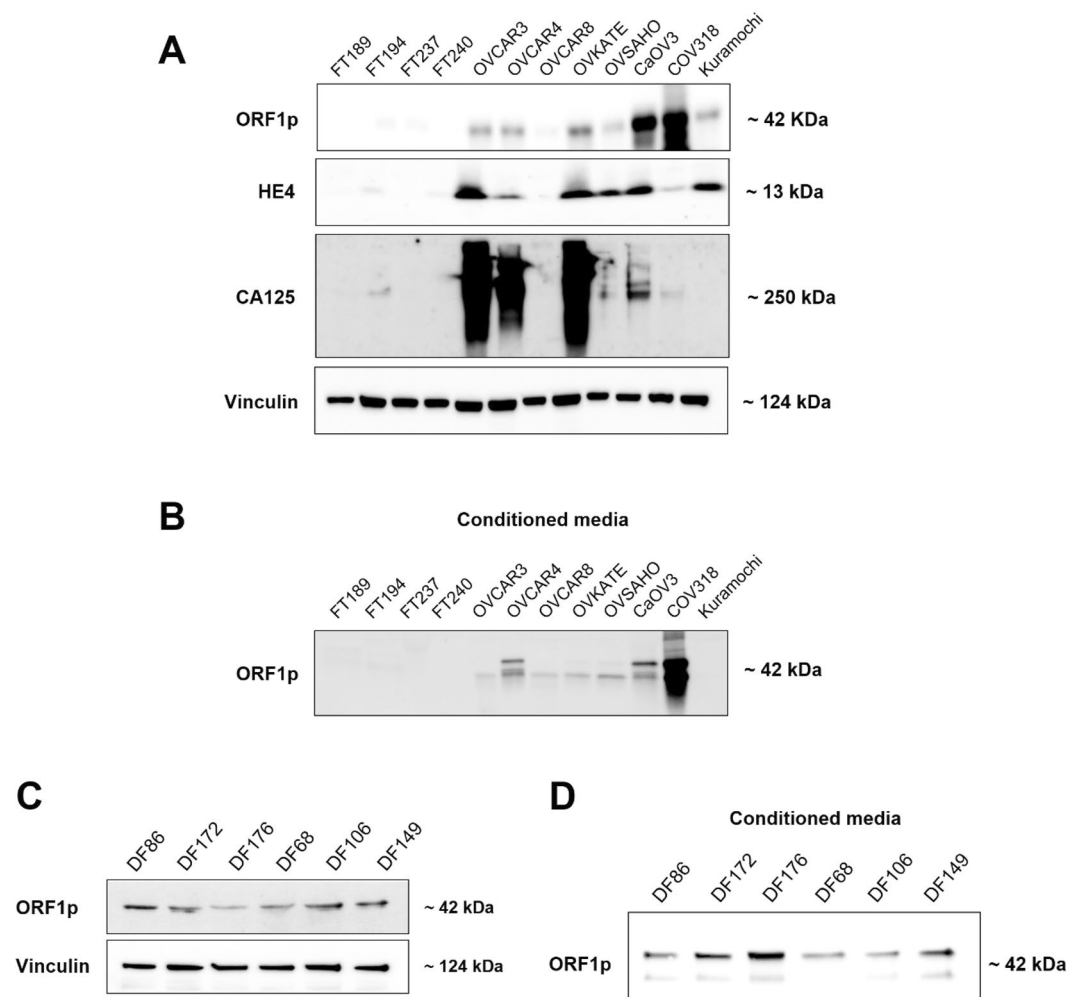 A
FT189 FT194 FT237 FT240 OVCAR3 OVCAR4 OVCAR8 OVKATE OVSAHO CaOV3 COV318 Kuramochi
ORF1p ~ 42 KDa
HE4 ~ 13 kDa
CA125 ~ 250 kDa
Vinculin ~ 124 kDa
B
Conditioned media
FT189 FT194 FT237 FT240 OVCAR3 OVCAR4 OVCAR8 OVKATE OVSAHO CaOV3 COV318 Kuramochi
ORF1p ~ 42 kDa
C
DF86 DF172 DF176 DF68 DF106 DF149
ORF1p ~ 42 kDa
Vinculin ~ 124 kDa
D
Conditioned media
DF86 DF172 DF176 DF68 DF106 DF149
ORF1p ~ 42 kDa